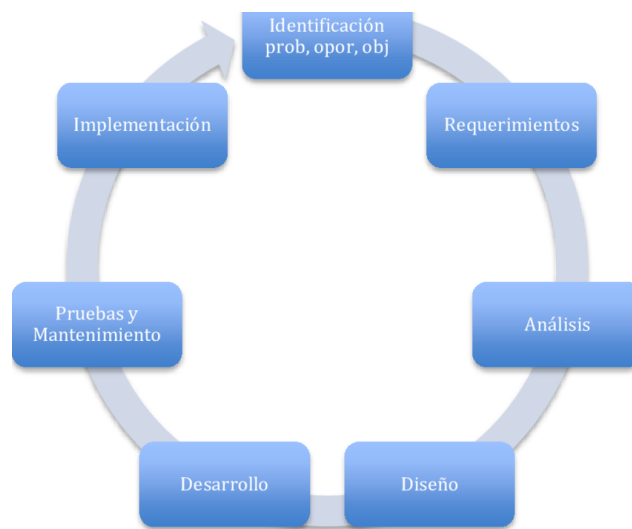 Identificación
prob, opor, obj
Requerimientos
Análisis
Diseño
Desarrollo
Pruebas y
Mantenimiento
Implementación